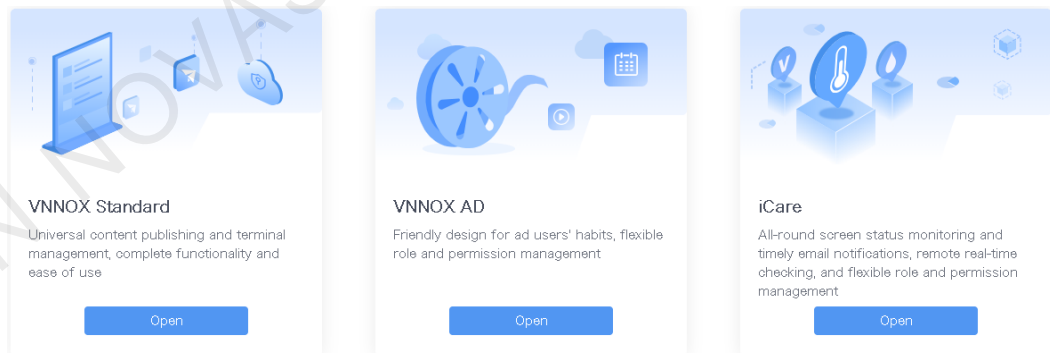 VNNOX Standard
Universal content publishing and terminal
management, complete functionality and
ease of use
Open
VNNOX AD
Friendly design for ad users' habits, flexible
role and permission management
Open
iCare
All-round screen status monitoring and
timely email notifications, remote real-time
checking, and flexible role and permission
management
Open